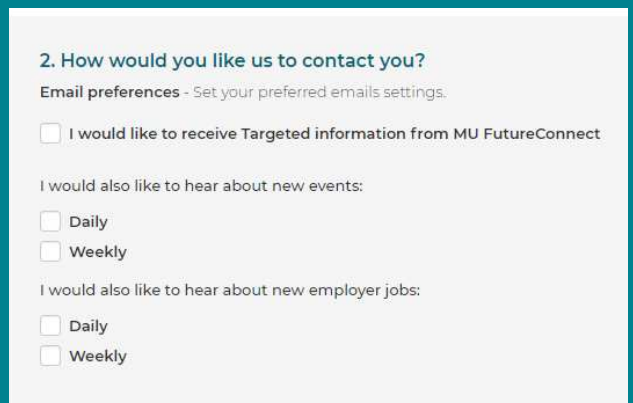 2. How would you like us to contact you?
Email preferences - Set your preferred emails settings.
I would like to receive Targeted information from MU FutureConnect
I would also like to hear about new events:
Daily
Weekly
I would also like to hear about new employer jobs:
Daily
Weekly